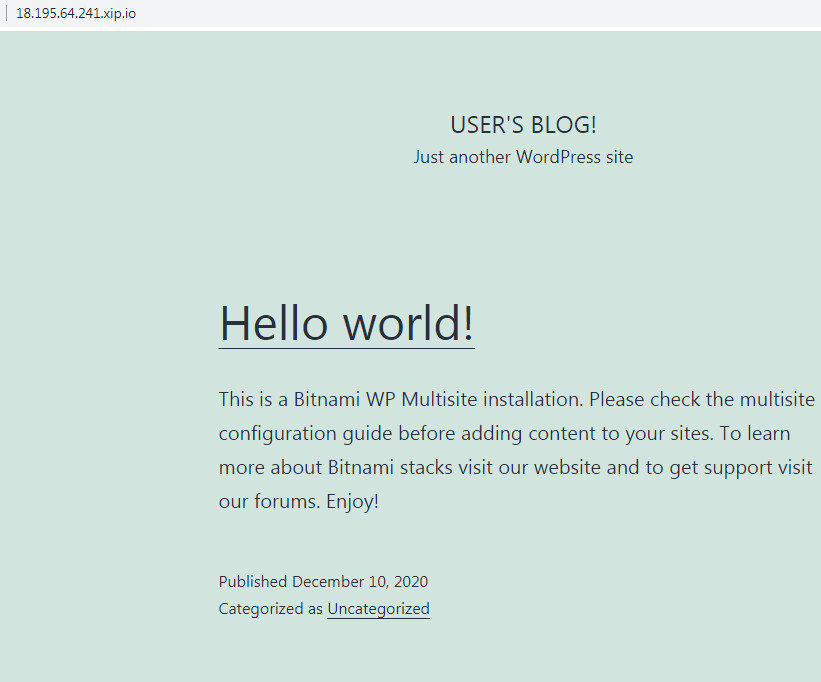 18.195.64.241.xip.io
USER'S BLOG!
Just another WordPress site
Hello world!
This is a Bitnami WP Multisite installation. Please check the multisite
configuration guide before adding content to your sites. To learn
more about Bitnami stacks visit our website and to get support visit
our forums. Enjoy!
Published December 10, 2020
Categorized as Uncategorized